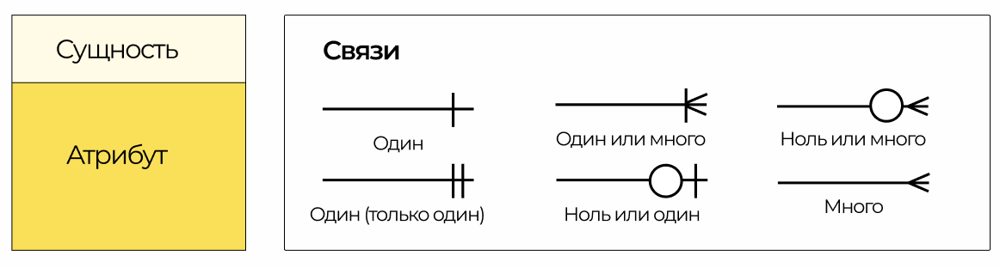 Сущность
Атрибут
Связи
Один
Один или много
Ноль или много
Один (только один)
Ноль или один
Много